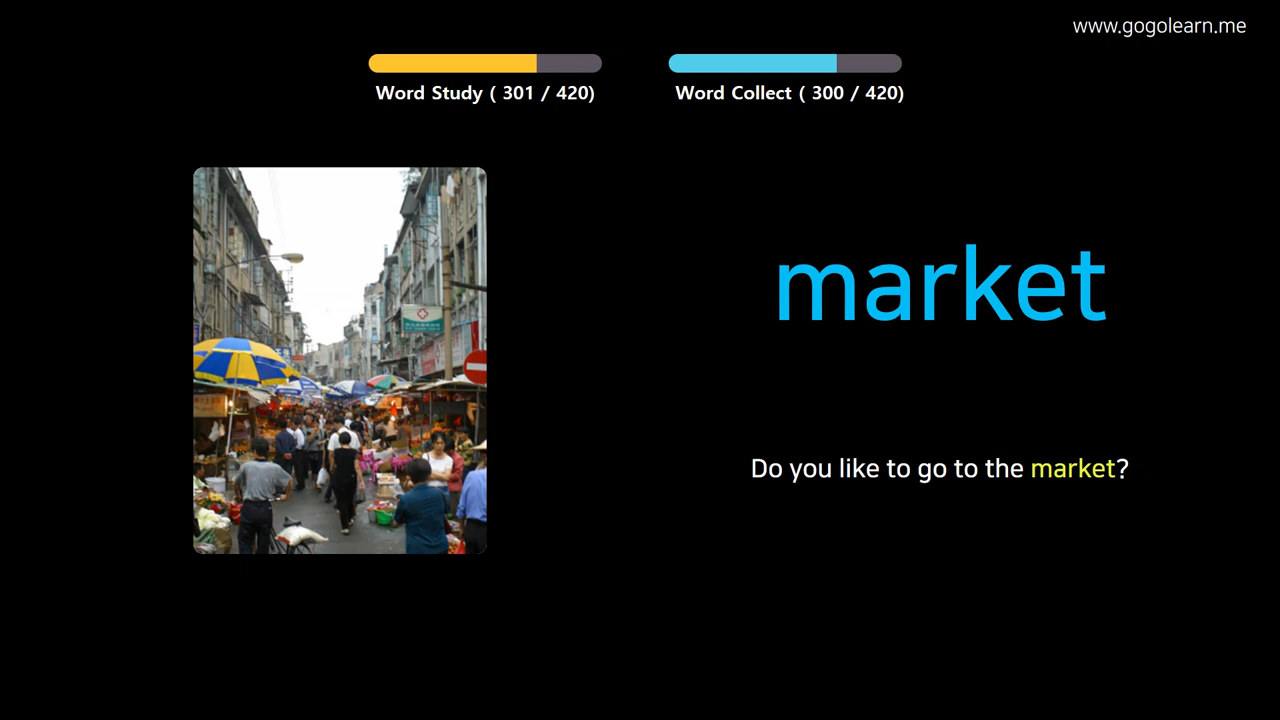 www.gogolearn.me
Word Study ( 301 / 420)
Word Collect ( 300 / 420)
market
Do you like to go to the market?